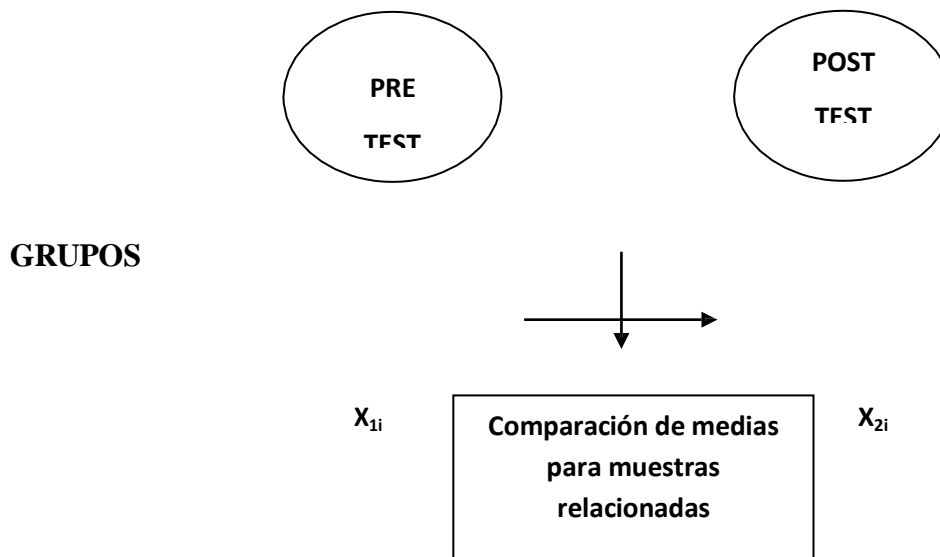 PRE
TEST
POST
TEST
GRUPOS
X1i
Comparación de medias
para muestras
relacionadas
X2i